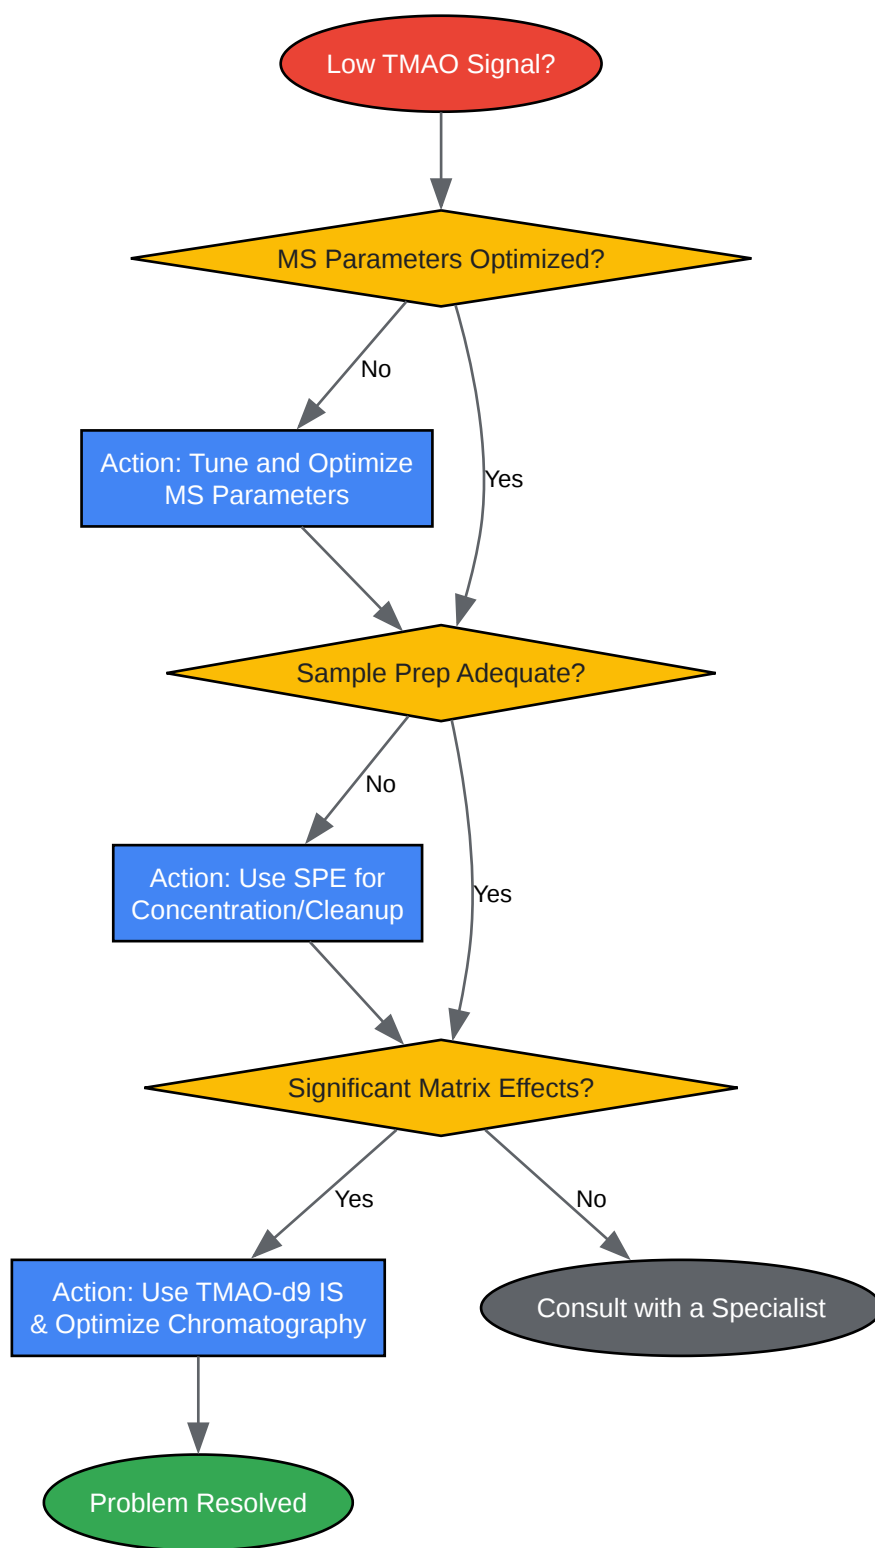 Low TMAO Signal?
MS Parameters Optimized?
No
Action: Tune and Optimize
MS Parameters
Yes
Sample Prep Adequate?
No
Action: Use SPE for
Concentration/Cleanup
Yes
Significant Matrix Effects?
Yes
No
Action: Use TMAO-d9 IS
& Optimize Chromatography
Consult with a Specialist
Problem Resolved